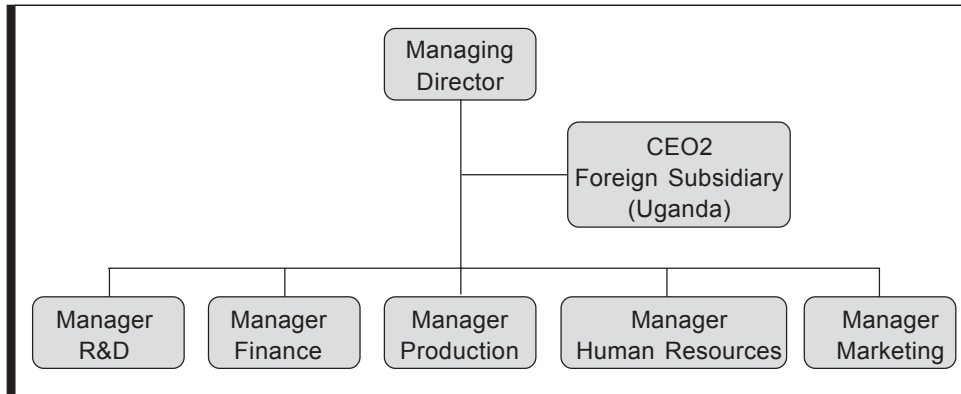 Managing
Director
CEO2
Foreign Subsidiary
(Uganda)
Manager
R&D
Manager
Finance
Manager
Production
Manager
Human Resources
Manager
Marketing